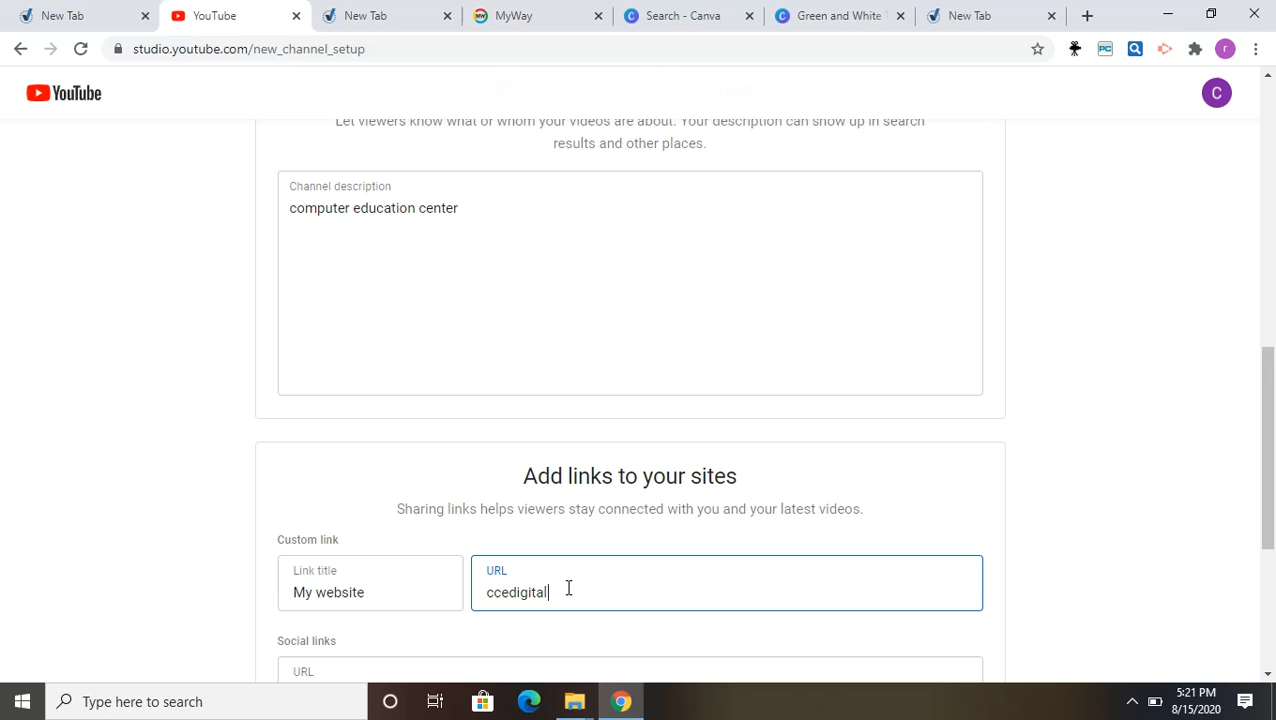 New Tab
YouTube
New Tab
MyWay
Search - Canva
Green and White T
New Tab
studio.youtube.com/new_channel_setup
PC
r
YouTube
C
Let viewers know what or whom your videos are about. Your description can show up in search
results and other places.
Channel description
computer education center
Add links to your sites
Sharing links helps viewers stay connected with you and your latest videos.
Custom link
Link title
My website
URL
ccedigital
Social links
URL
Type here to search
5:21 PM
8/15/2020